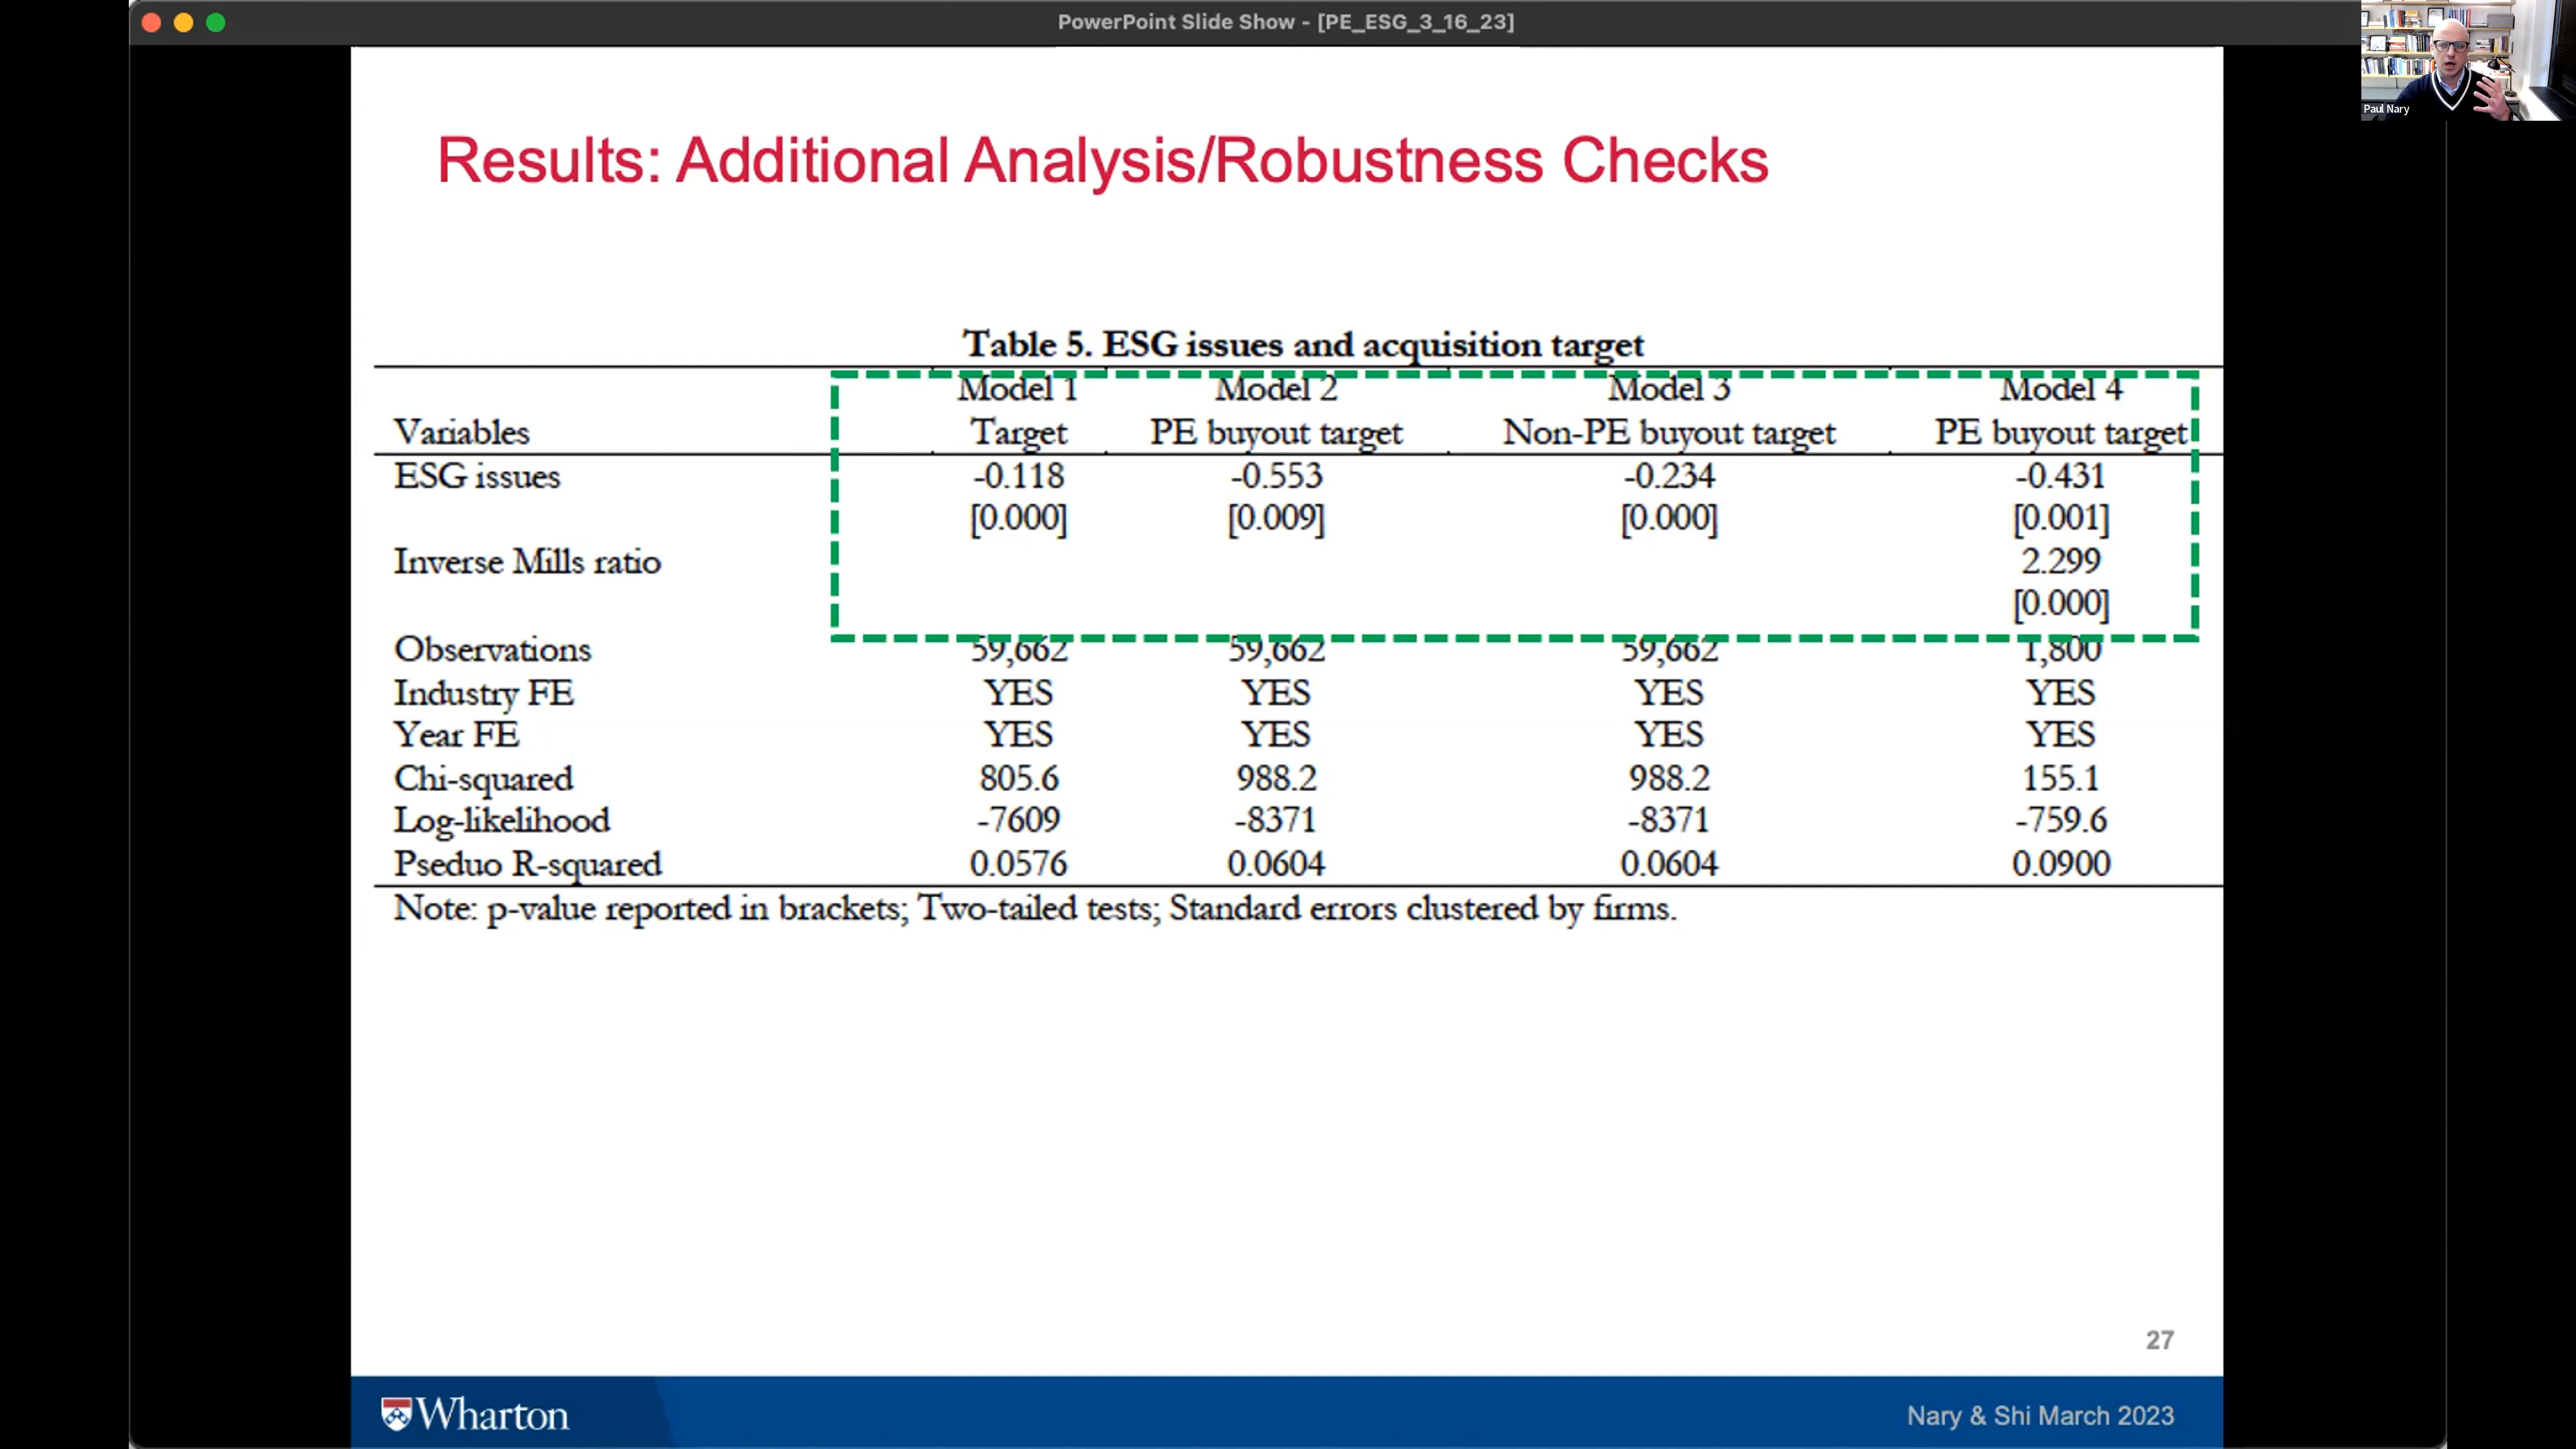 PowerPoint Slide Show - [PE_ESG_3_16_23]
Paul Nary
Results: Additional Analysis/Robustness Checks
Table 5. ESG issues and acquisition target
Model 1 Model 2 Model 3 Model 4
Variables Target PE buyout target Non-PE buyout target PE buyout target
ESG issues -0.118 -0.553 -0.234 -0.431
[0.000] [0.009] [0.000] [0.001]
Inverse Mills ratio 2.299
[0.000]
Observations 59,662 59,662 59,662 1,800
Industry FE YES YES YES YES
Year FE YES YES YES YES
Chi-squared 805.6 988.2 988.2 155.1
Log-likelihood -7609 -8371 -8371 -759.6
Pseduo R-squared 0.0576 0.0604 0.0604 0.0900
Note: p-value reported in brackets; Two-tailed tests; Standard errors clustered by firms.
27
Wharton
Nary & Shi March 2023